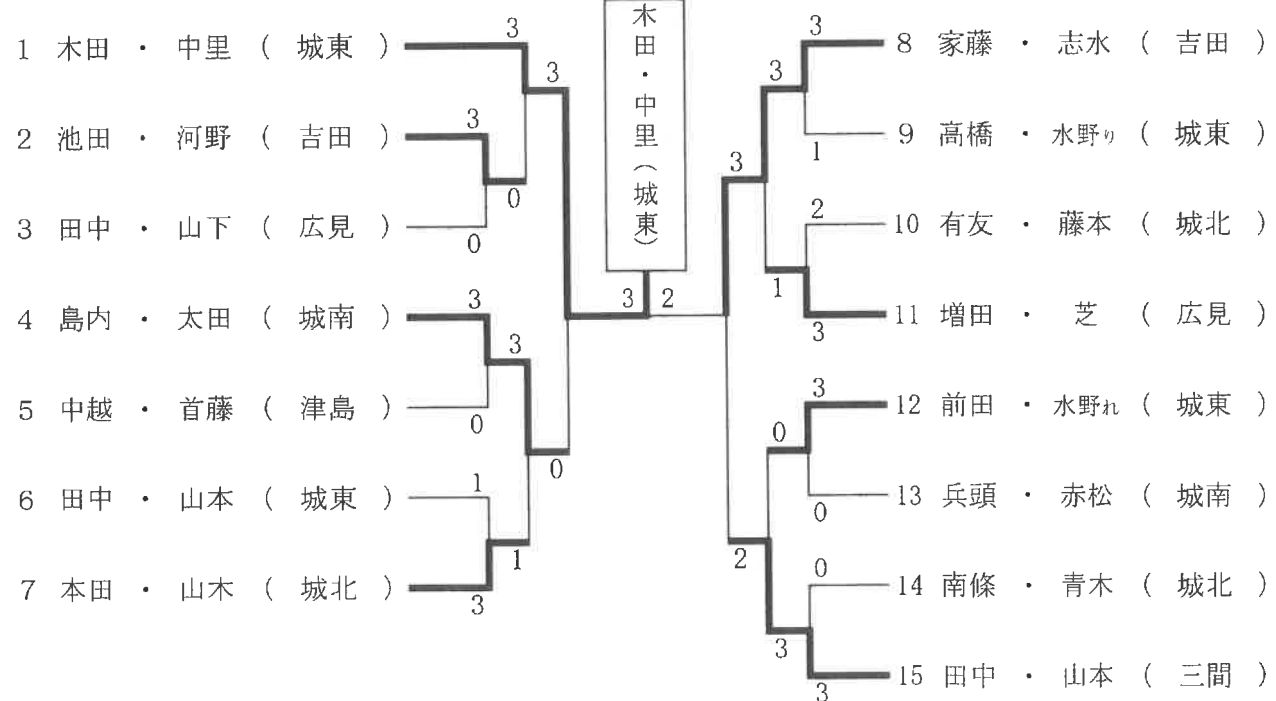 1 木田 ・ 中里 ( 城東 )
2 池田 ・ 河野 ( 吉田 )
3 田中 ・ 山下 ( 広見 )
4 島内 ・ 太田 ( 城南 )
5 中越 ・ 首藤 ( 津島 )
6 田中 ・ 山本 ( 城東 )
7 本田 ・ 山木 ( 城北 )
3
3
0
0
3
3
0
0
1
1
3
3
木田・中里(城東)
3 2
3
3
3
1
2
1
3
3
0
0
2
0
3
3
8 家藤 ・ 志水 ( 吉田 )
9 高橋 ・ 水野り ( 城東 )
10 有友 ・ 藤本 ( 城北 )
11 増田 ・ 芝 ( 広見 )
12 前田 ・ 水野れ ( 城東 )
13 兵頭 ・ 赤松 ( 城南 )
14 南條 ・ 青木 ( 城北 )
15 田中 ・ 山本 ( 三間 )